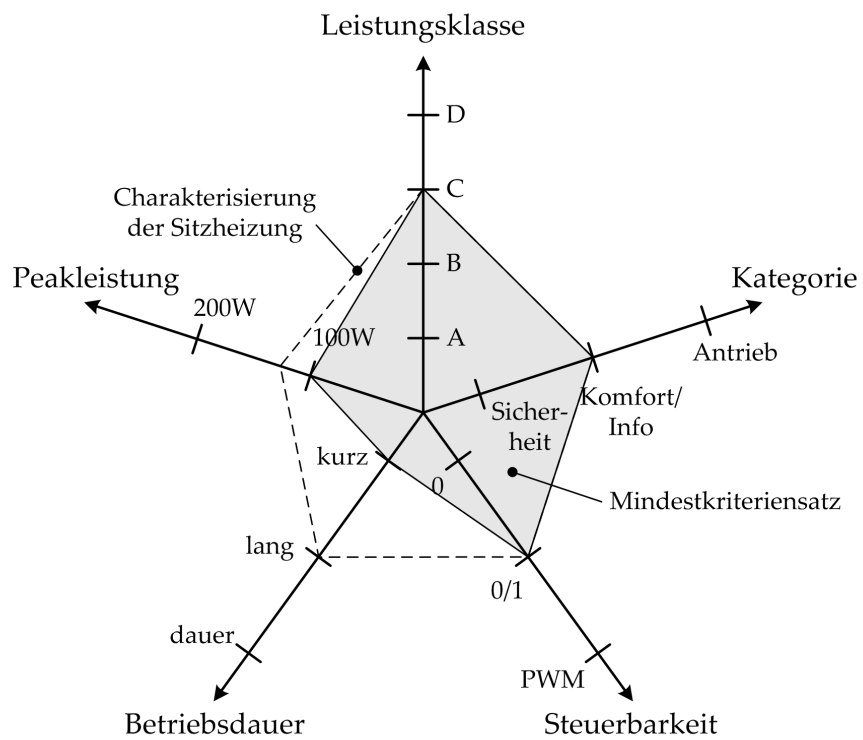 Leistungsklasse
D
C
Charakterisierung
der Sitzheizung
B
Peakleistung
Kategorie
200W
100W
A
Antrieb
Komfort/
Info
Sicher-
heit
kurz
0
Mindestkriteriensatz
lang
0/1
dauer
PWM
Betriebsdauer
Steuerbarkeit